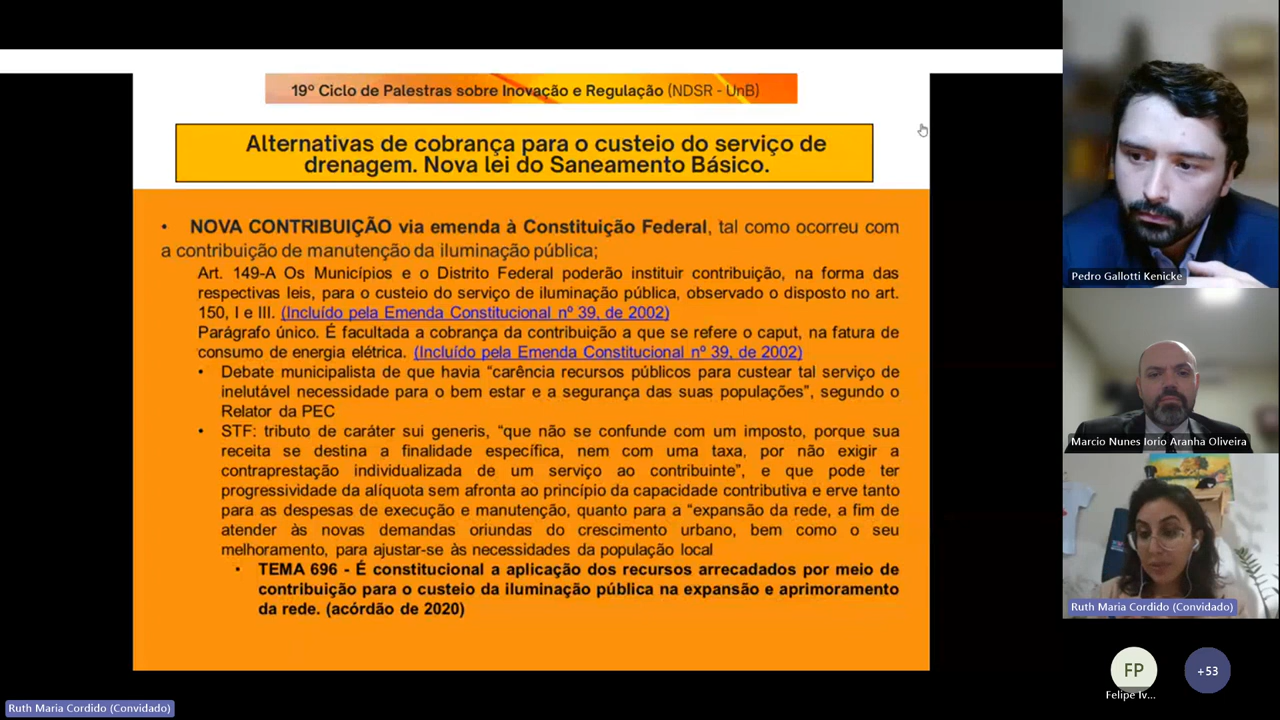 19º Ciclo de Palestras sobre Inovação e Regulação (NDSR - UnB)
Alternativas de cobrança para o custeio do serviço de
drenagem. Nova lei do Saneamento Básico.
• NOVA CONTRIBUIÇÃO via emenda à Constituição Federal, tal como ocorreu com
a contribuição de manutenção da iluminação pública;
Art. 149-A Os Municípios e o Distrito Federal poderão instituir contribuição, na forma das
respectivas leis, para o custeio do serviço de iluminação pública, observado o disposto no art.
150, I e III. (Incluído pela Emenda Constitucional nº 39, de 2002)
Parágrafo único. É facultada a cobrança da contribuição a que se refere o caput, na fatura de
consumo de energia elétrica. (Incluído pela Emenda Constitucional nº 39, de 2002)
• Debate municipalista de que havia “carência recursos públicos para custear tal serviço de
inelutável necessidade para o bem estar e a segurança das suas populações”, segundo o
Relator da PEC
• STF: tributo de caráter sui generis, “que não se confunde com um imposto, porque sua
receita se destina a finalidade específica, nem com uma taxa, por não exigir a
contraprestação individualizada de um serviço ao contribuinte”, e que pode ter
progressividade da alíquota sem afronta ao princípio da capacidade contributiva e erve tanto
para as despesas de execução e manutenção, quanto para a “expansão da rede, a fim de
atender às novas demandas oriundas do crescimento urbano, bem como o seu
melhoramento, para ajustar-se às necessidades da população local
• TEMA 696 - É constitucional a aplicação dos recursos arrecadados por meio de
contribuição para o custeio da iluminação pública na expansão e aprimoramento
da rede. (acórdão de 2020)
Pedro Gallotti Kenicke
Marcio Nunes Iorio Aranha Oliveira
Ruth Maria Cordido (Convidado)
FP
+53
Felipe Iv...
Ruth Maria Cordido (Convidado)